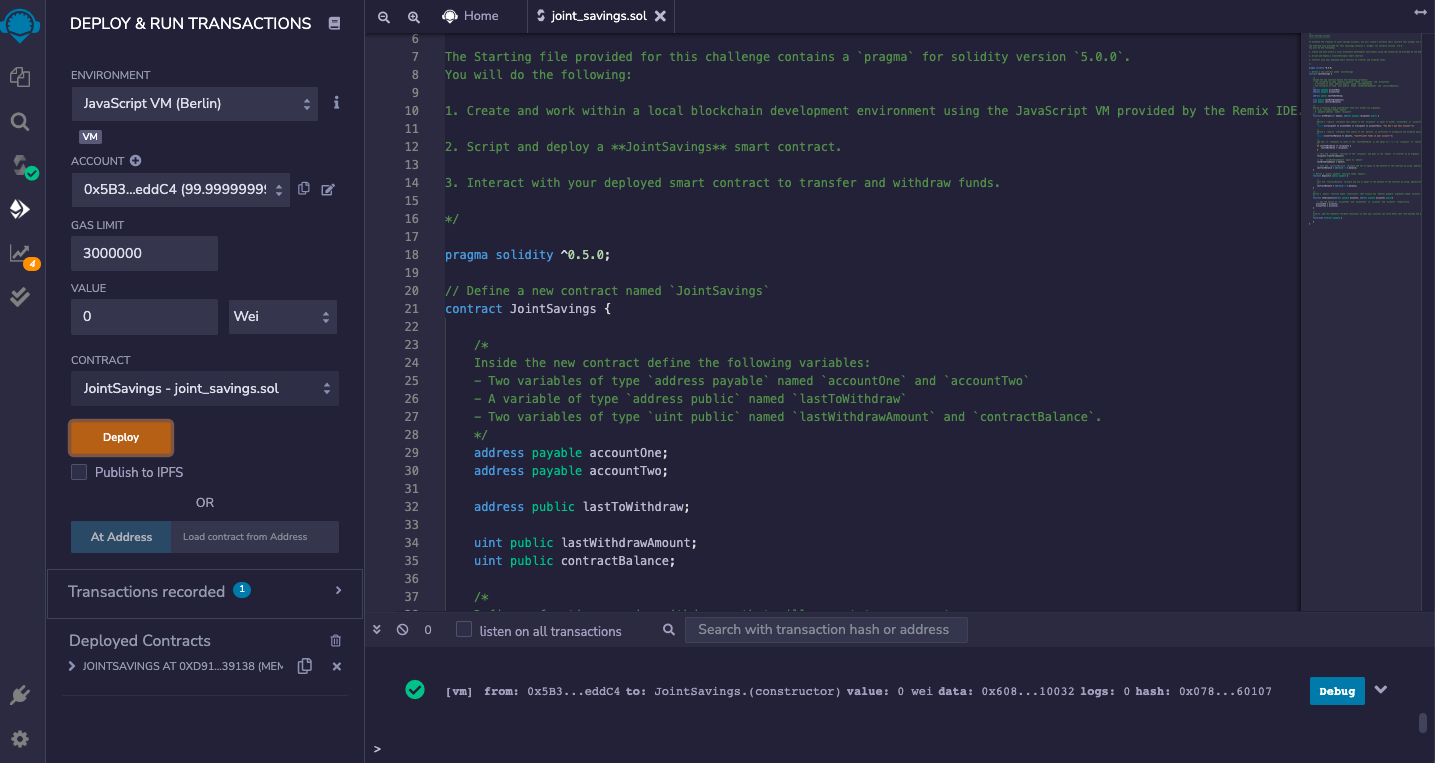 DEPLOY & RUN TRANSACTIONS
ENVIRONMENT
JavaScript VM (Berlin)
VM
ACCOUNT
0x5B3...eddC4 (99.99999999
GAS LIMIT
3000000
VALUE
0
Wei
CONTRACT
JointSavings - joint_savings.sol
Deploy
Publish to IPFS
OR
At Address
Load contract from Address
Transactions recorded 1
Deployed Contracts
JOINTSAVINGS AT 0XD91...39138 (MEM
4
Home
joint_savings.sol
6
7 The Starting file provided for this challenge contains a `pragma` for solidity version `5.0.0`.
8 You will do the following:
9
10 1. Create and work within a local blockchain development environment using the JavaScript VM provided by the Remix IDE.
11
12 2. Script and deploy a **JointSavings** smart contract.
13
14 3. Interact with your deployed smart contract to transfer and withdraw funds.
15
16 */
17
18 pragma solidity ^0.5.0;
19
20 // Define a new contract named `JointSavings`
21 contract JointSavings {
22
23 /*
24 Inside the new contract define the following variables:
25 - Two variables of type `address payable` named `accountOne` and `accountTwo`
26 - A variable of type `address public` named `lastToWithdraw`
27 - Two variables of type `uint public` named `lastWithdrawAmount` and `contractBalance`.
28 */
29 address payable accountOne;
30 address payable accountTwo;
31
32 address public lastToWithdraw;
33
34 uint public lastWithdrawAmount;
35 uint public contractBalance;
36
37 /*
0
listen on all transactions
Search with transaction hash or address
[vm] from: 0x5B3...eddC4 to: JointSavings.(constructor) value: 0 wei data: 0x608...10032 logs: 0 hash: 0x078...60107
Debug
>